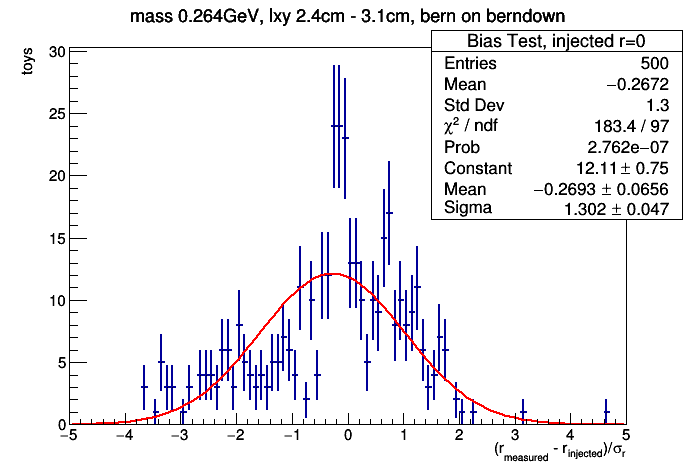 mass 0.264GeV, lxy 2.4cm - 3.1cm, bern on berndown
Bias Test, injected r=0
Entries 500
Mean −0.2672
Std Dev 1.3
χ² / ndf 183.4 / 97
Prob 2.762e−07
Constant 12.11 ± 0.75
Mean −0.2693 ± 0.0656
Sigma 1.302 ± 0.047
toys
30
25
20
15
10
5
0
−5 −4 −3 −2 −1 0 1 2 3 4 5
(r_measured - r_injected)/σ_r